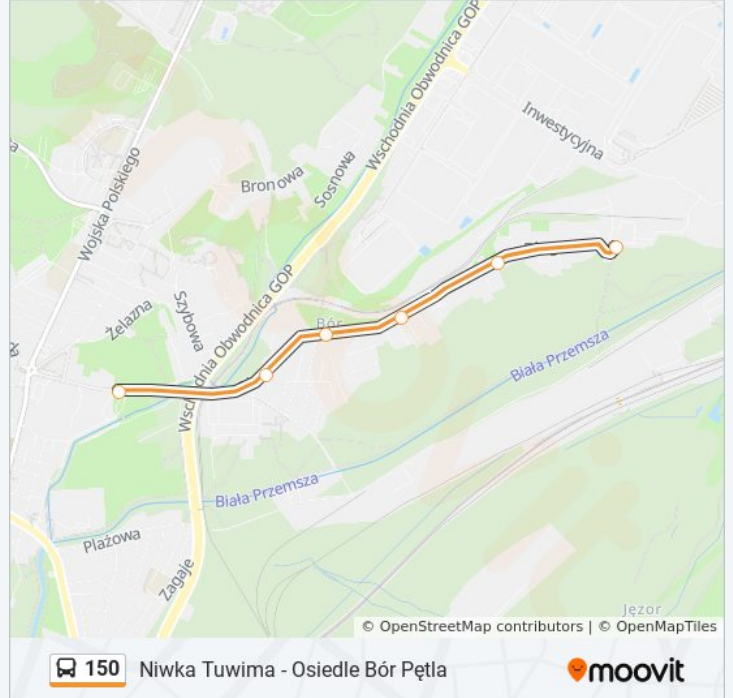 Wschodnia Obwodnica GOP
Inwestycyjna
Wojska Polskiego
Bronowa
Sosnowa
Wschodnia Obwodnica GOP
Żelazna
Szybowa
Bór
Biała Przemsza
Biała Przemsza
Plażowa
Zagaje
Jęzor
© OpenStreetMap contributors | © OpenMapTiles
150 Niwka Tuwima - Osiedle Bór Pętla
moovit